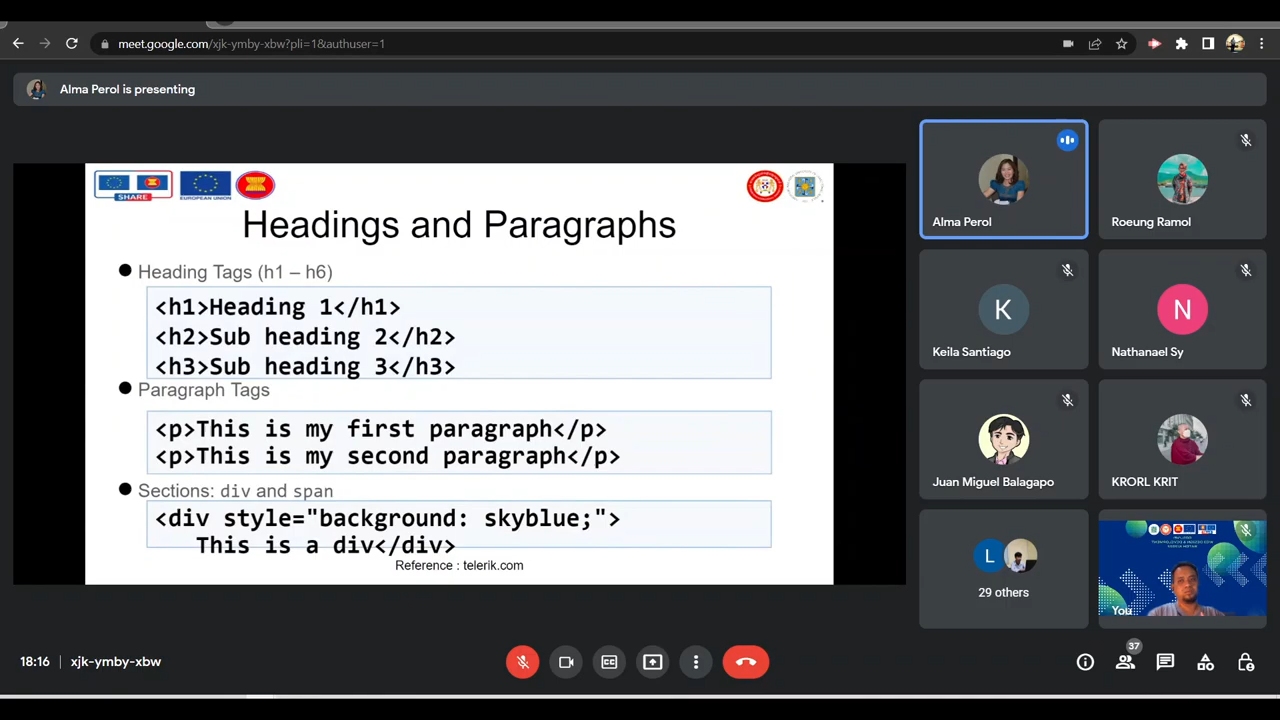 meet.google.com/xjk-ymby-xbw?pli=1&authuser=1
Alma Perol is presenting
SHARE
EUROPEAN UNION
Headings and Paragraphs
Heading Tags (h1 – h6)
<h1>Heading 1</h1>
<h2>Sub heading 2</h2>
<h3>Sub heading 3</h3>
Paragraph Tags
<p>This is my first paragraph</p>
<p>This is my second paragraph</p>
Sections: div and span
<div style="background: skyblue;">
This is a div</div>
Reference : telerik.com
Alma Perol
Roeung Ramol
K
Keila Santiago
N
Nathanael Sy
Juan Miguel Balagapo
KRORL KRIT
L
29 others
You
18:16 | xjk-ymby-xbw
37